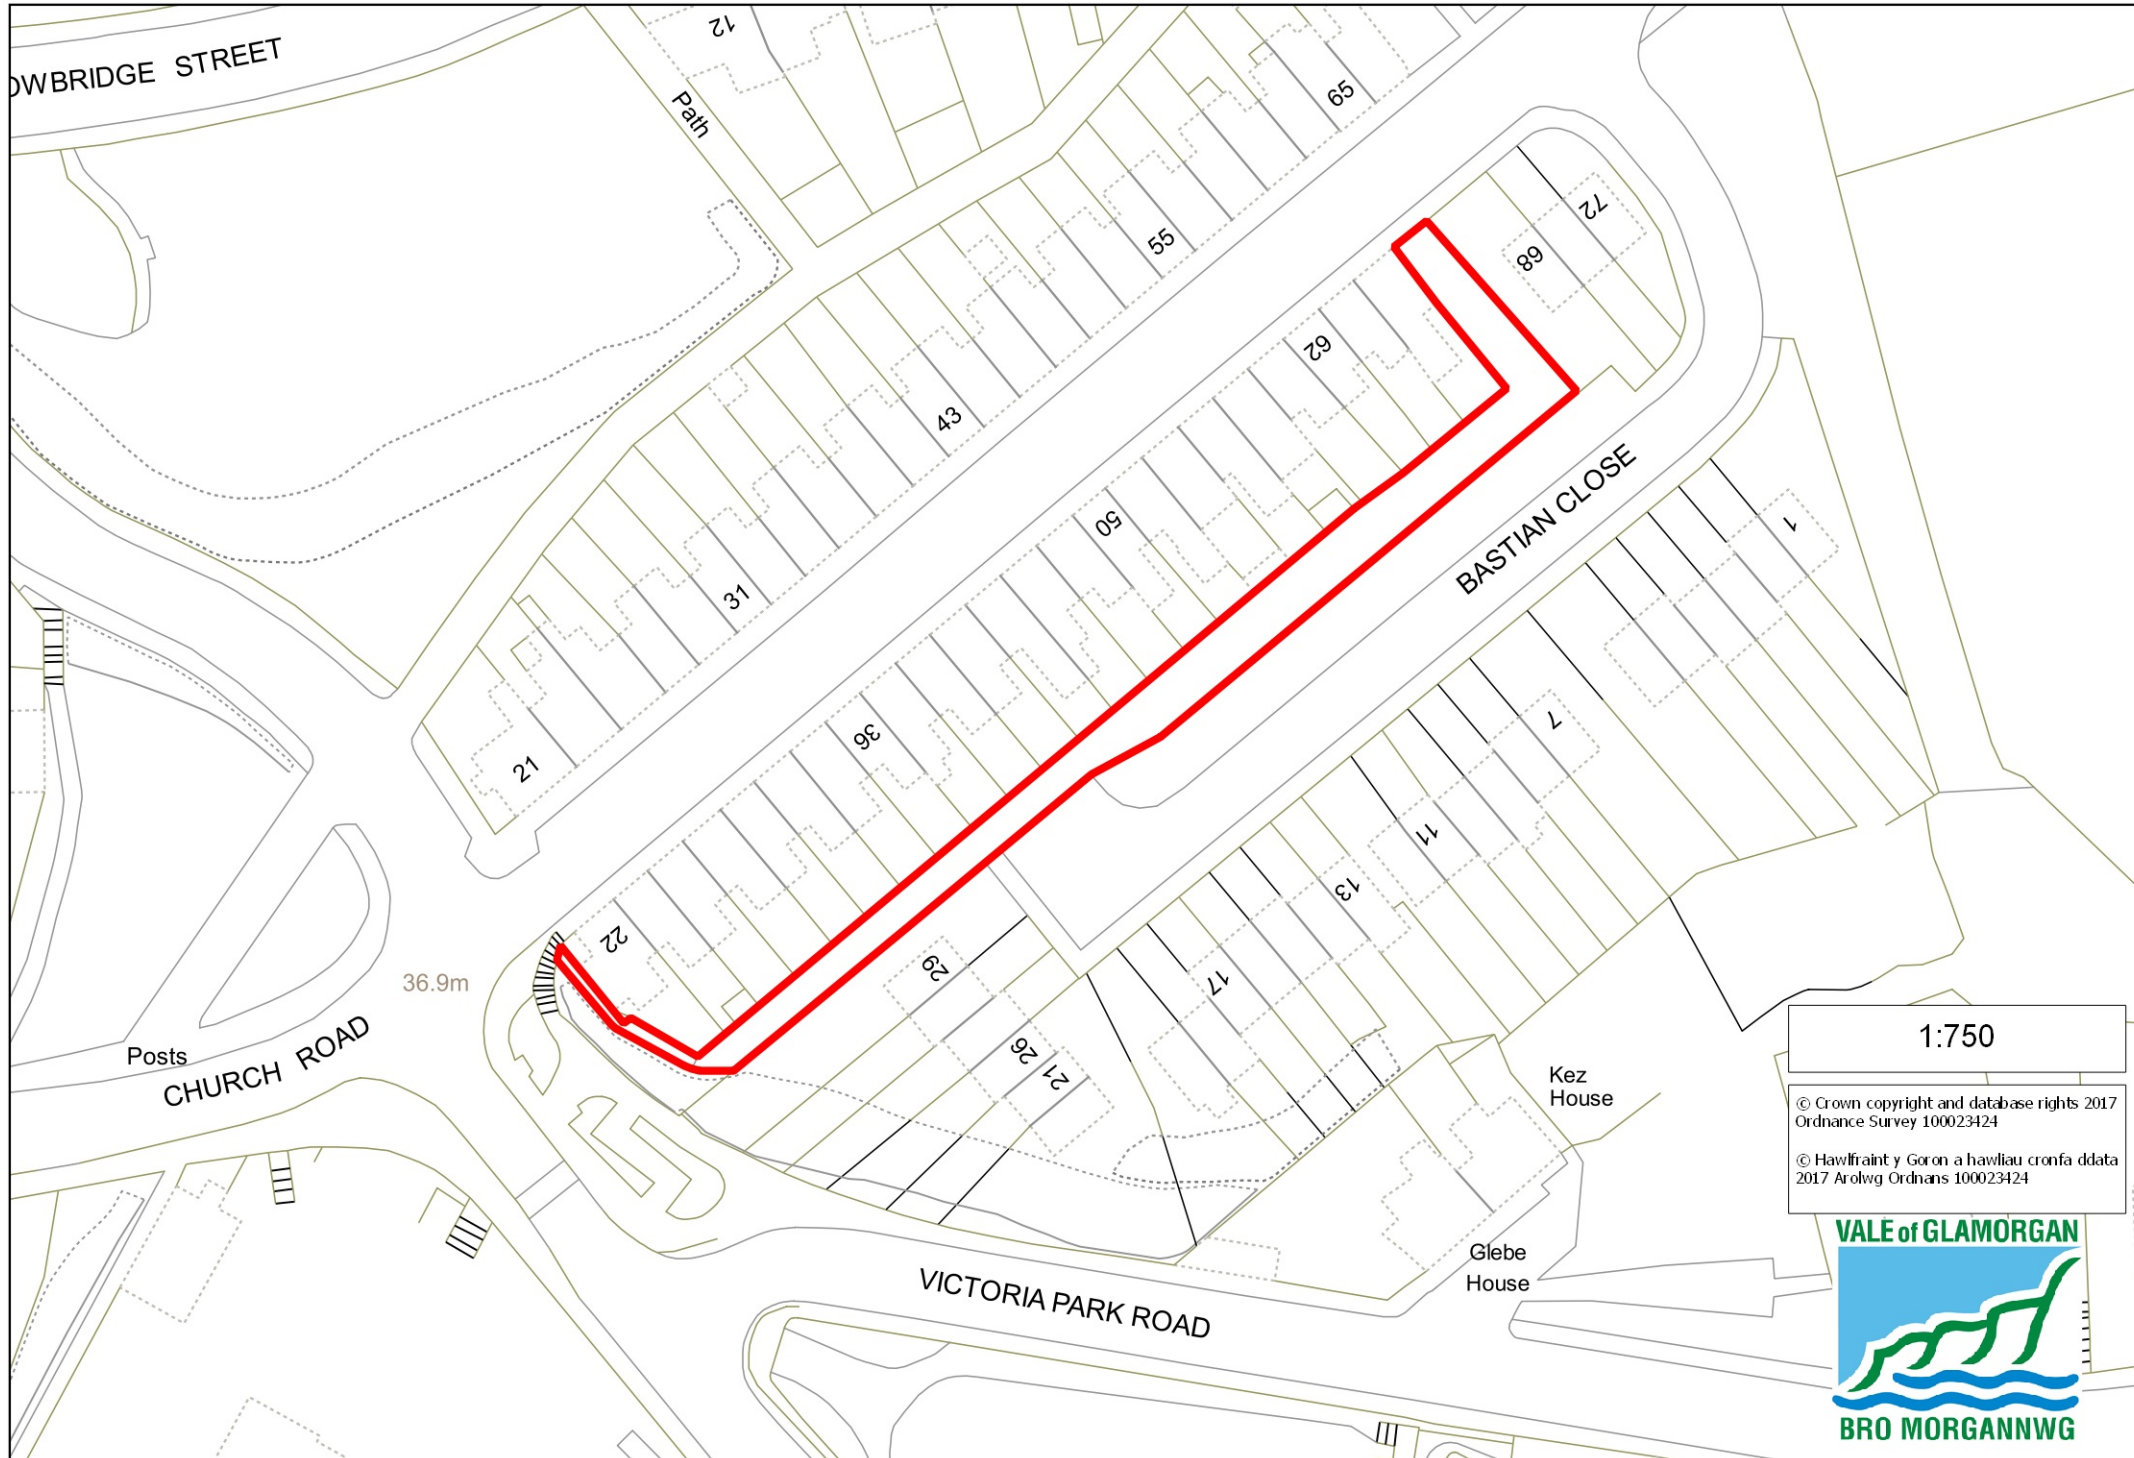 OWBRIDGE STREET
12
Path
65
55
72
68
62
43
50
31
36
21
22
BASTIAN CLOSE
1
7
11
13
17
29
26
21
36.9m
Posts
CHURCH ROAD
Kez
House
Glebe
House
VICTORIA PARK ROAD
1:750
© Crown copyright and database rights 2017
Ordnance Survey 100023424
© Hawlfraint y Goron a hawliau cronfa ddata
2017 Arolwg Ordnans 100023424
VALE of GLAMORGAN
BRO MORGANNWG